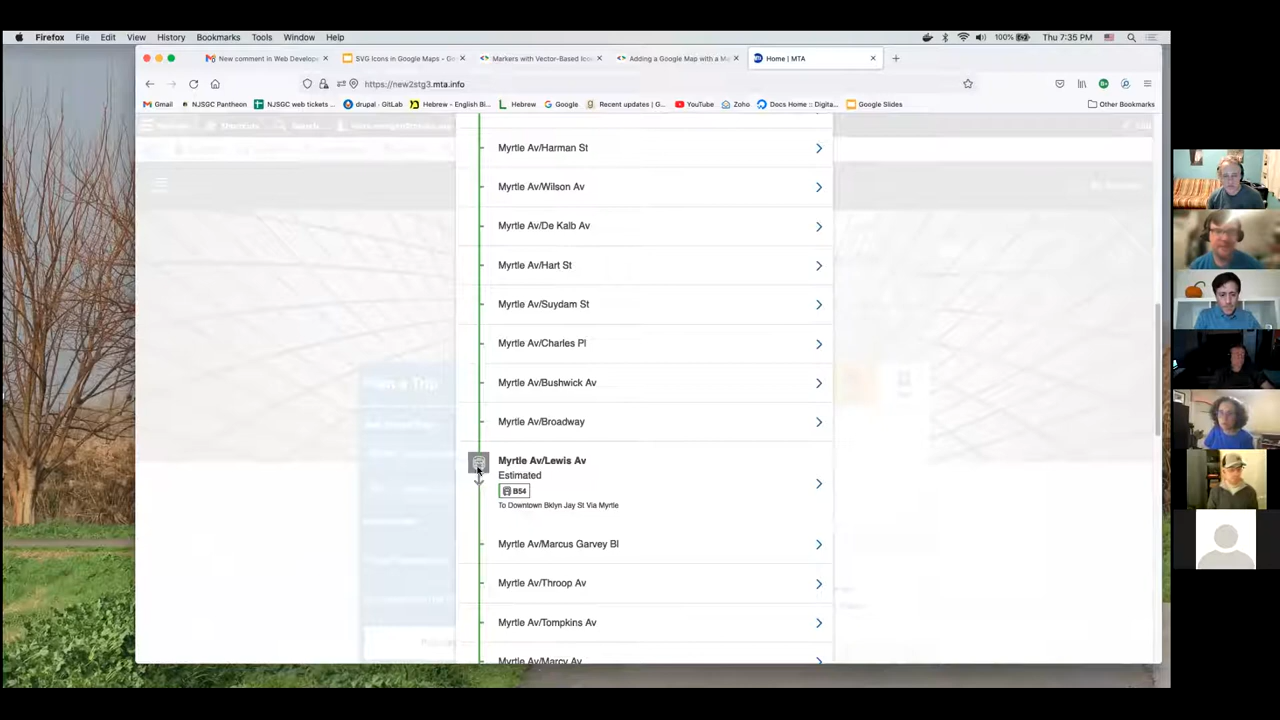 Firefox File Edit View History Bookmarks Tools Window Help
100% Thu 7:35 PM
New comment in Web Develope
SVG Icons in Google Maps - Go
Markers with Vector-Based Ico
Adding a Google Map with a M
Home | MTA
https://new2stg3.mta.info
Gmail NJSGC Pantheon NJSGC web tickets... drupal · GitLab Hebrew - English Bi... Hebrew Google Recent updates | G... YouTube Zoho Docs Home :: Digita... Google Slides Other Bookmarks
Myrtle Av/Harman St
Myrtle Av/Wilson Av
Myrtle Av/De Kalb Av
Myrtle Av/Hart St
Myrtle Av/Suydam St
Myrtle Av/Charles Pl
Myrtle Av/Bushwick Av
Myrtle Av/Broadway
Myrtle Av/Lewis Av
Estimated
B54
To Downtown Bklyn Jay St Via Myrtle
Myrtle Av/Marcus Garvey Bl
Myrtle Av/Throop Av
Myrtle Av/Tompkins Av
Myrtle Av/Marcy Av
a Trip